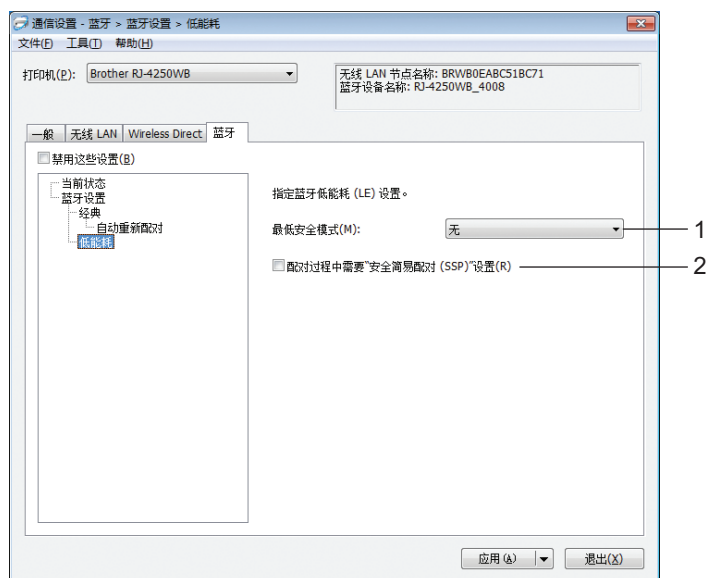 通信设置 - 蓝牙 > 蓝牙设置 > 低能耗
文件(F) 工具(T) 帮助(H)
打印机(P): Brother RJ-4250WB
无线 LAN 节点名称: BRWB0EABC51BC71
蓝牙设备名称: RJ-4250WB_4008
一般 无线 LAN Wireless Direct 蓝牙
禁用这些设置(B)
当前状态
蓝牙设置
经典
自动重新配对
低能耗
指定蓝牙低能耗 (LE) 设置。
最低安全模式(M): 无 1
配对过程中需要"安全简易配对 (SSP)"设置(R) 2
应用(A) 退出(X)